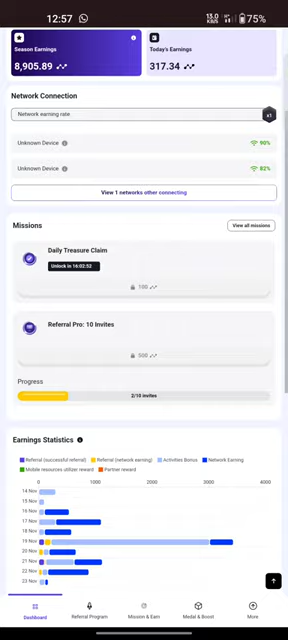 12:57
13.0
KB/S
75%
Season Earnings
8,905.89
Today's Earnings
317.34
Network Connection
Network earning rate
x1
Unknown Device
90%
Unknown Device
82%
View 1 networks other connecting
Missions
View all missions
Daily Treasure Claim
Unlock in 16:02:52
100
Referral Pro: 10 Invites
500
Progress
2/10 invites
Earnings Statistics
Referral (successful referral)
Referral (network earning)
Activities Bonus
Network Earning
Mobile resources utilizer reward
Partner reward
0
1000
2000
3000
4000
14 Nov
15 Nov
16 Nov
17 Nov
18 Nov
19 Nov
20 Nov
21 Nov
22 Nov
23 Nov
Dashboard
Referral Program
Mission & Earn
Medal & Boost
More